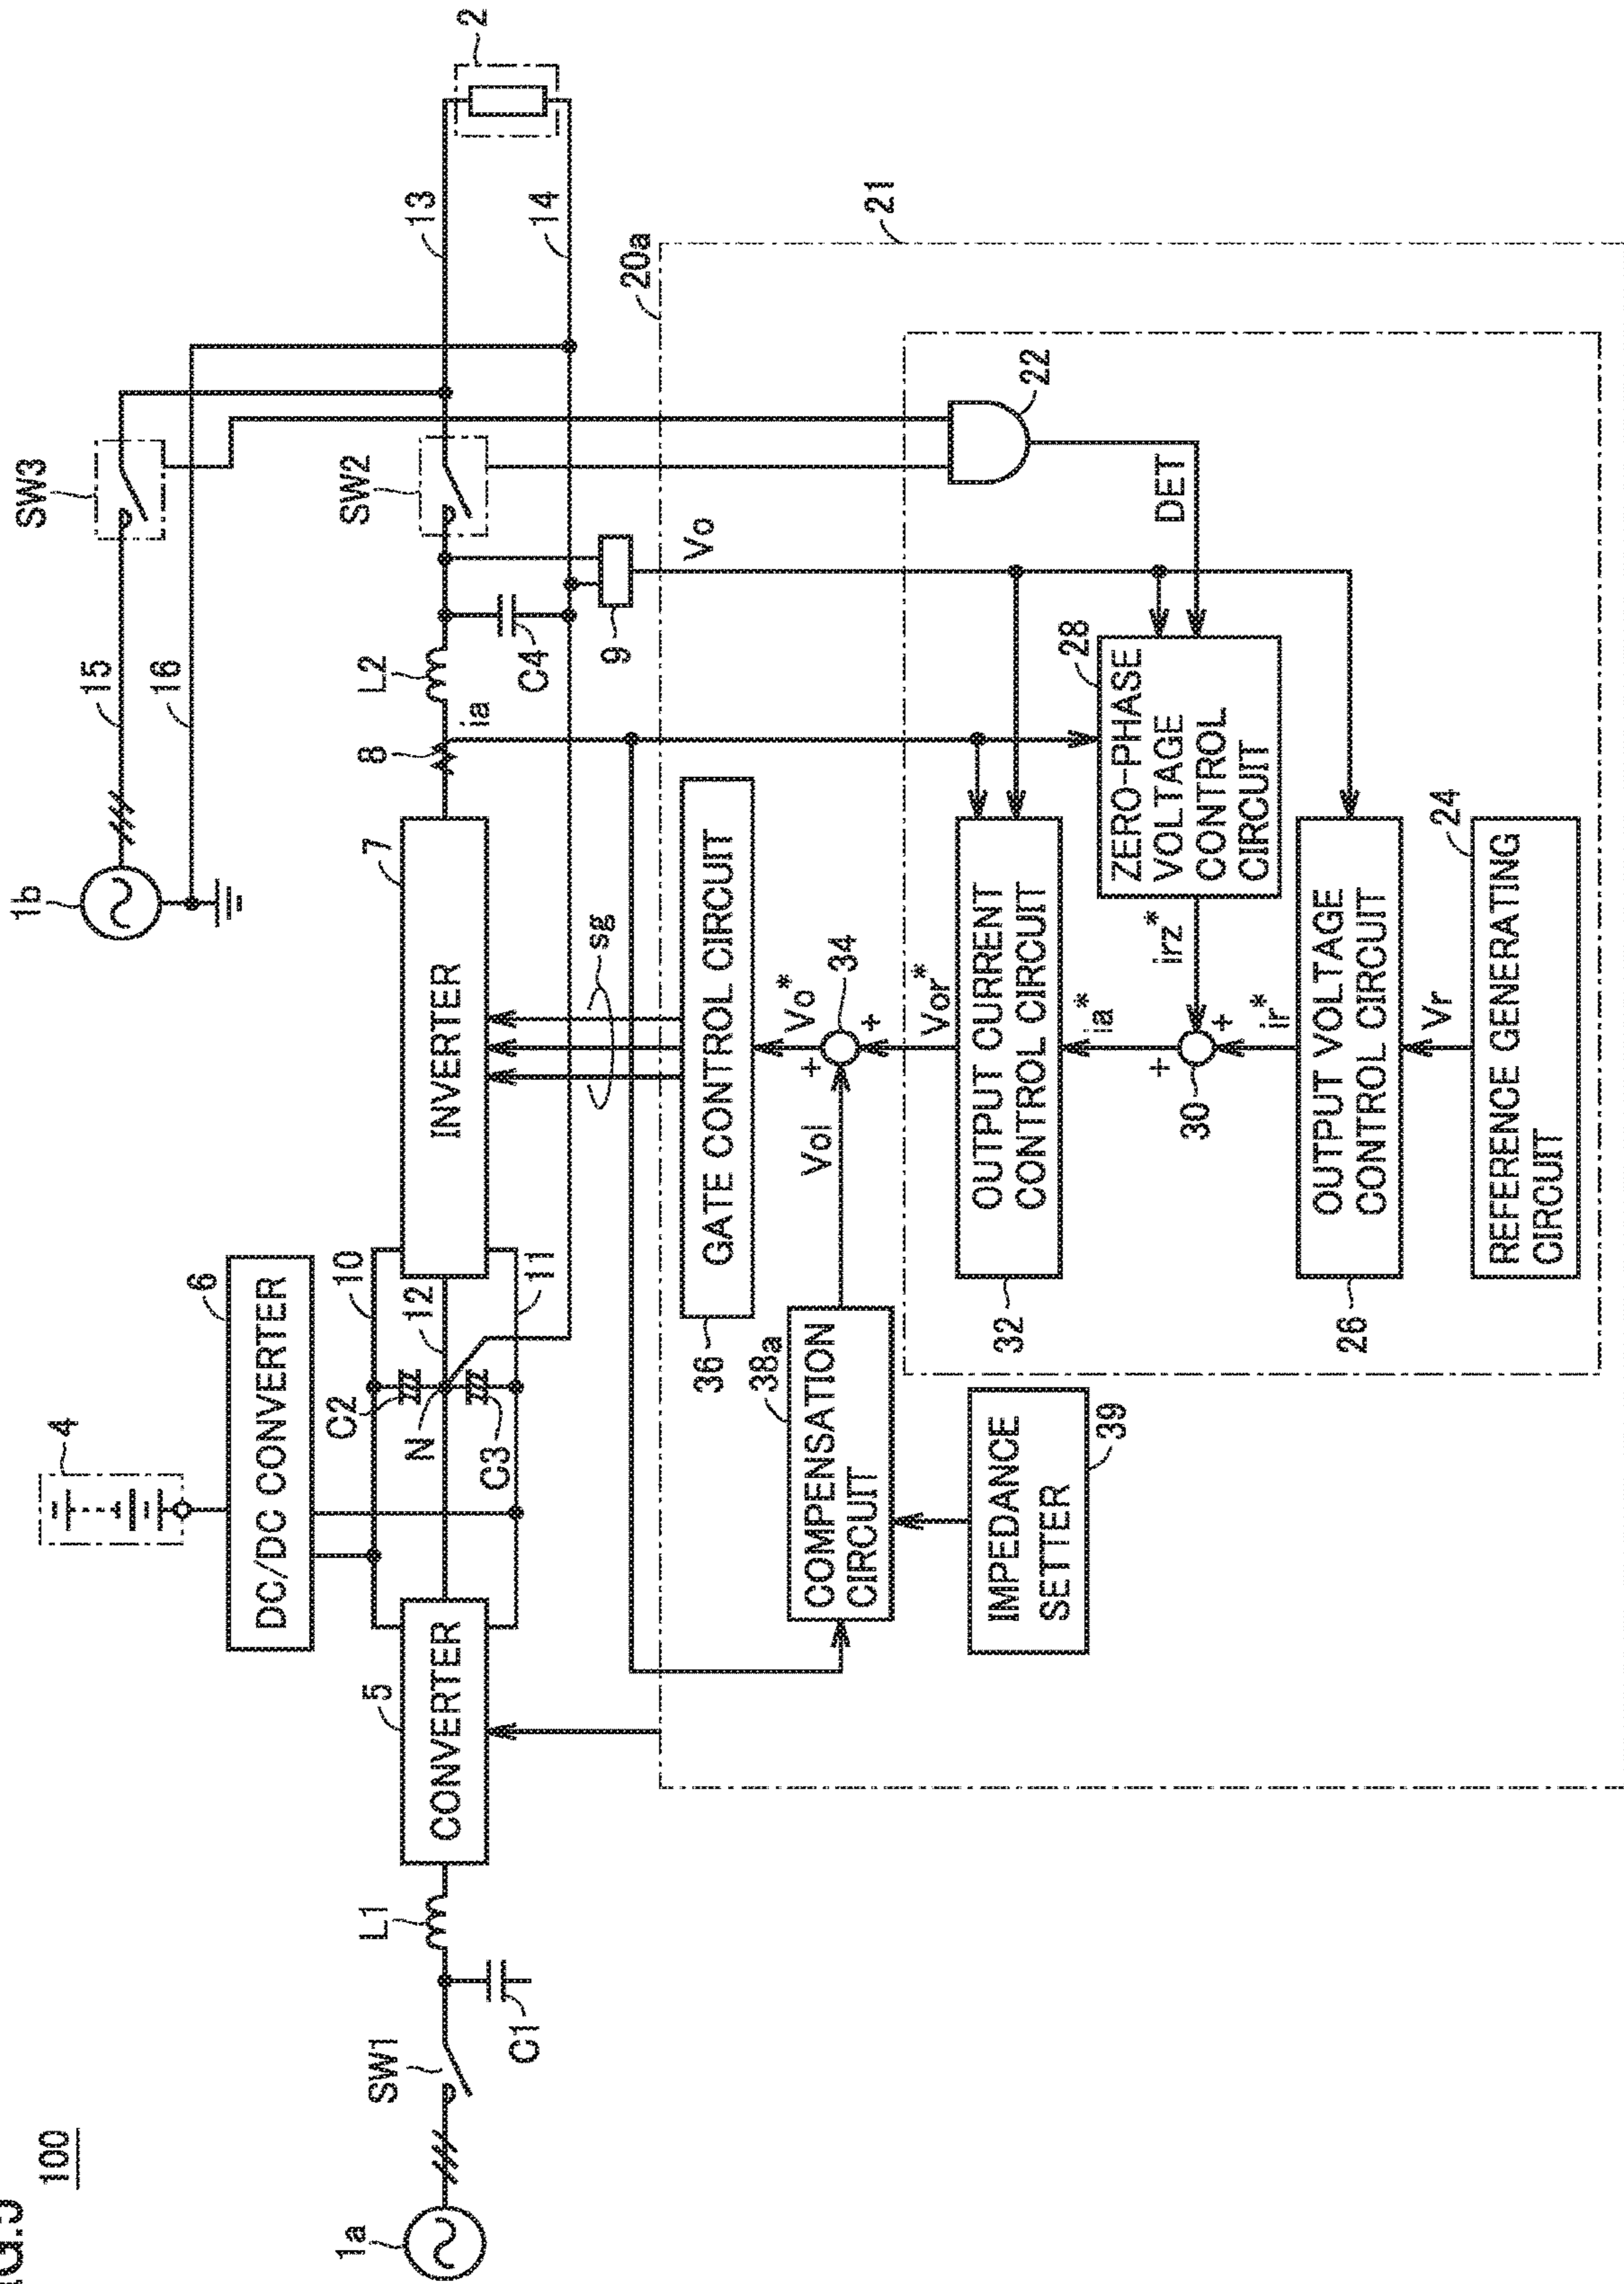 100
1b
15
16
SW3
2
4
6
DC/DC CONVERTER
1a
SW1
C1
L1
5
CONVERTER
C2
N
C3
10
12
11
7
INVERTER
8
ia
L2
C4
9
Vo
SW2
13
14
sg
20a
21
36
GATE CONTROL CIRCUIT
38a
COMPENSATION
CIRCUIT
Vol
Vo*
+
+
34
39
IMPEDANCE
SETTER
Vor*
32
OUTPUT CURRENT
CONTROL CIRCUIT
22
DET
28
ZERO-PHASE
VOLTAGE
CONTROL
CIRCUIT
ia*
irz*
30
+
+
ir*
26
OUTPUT VOLTAGE
CONTROL CIRCUIT
Vr
24
REFERENCE GENERATING
CIRCUIT